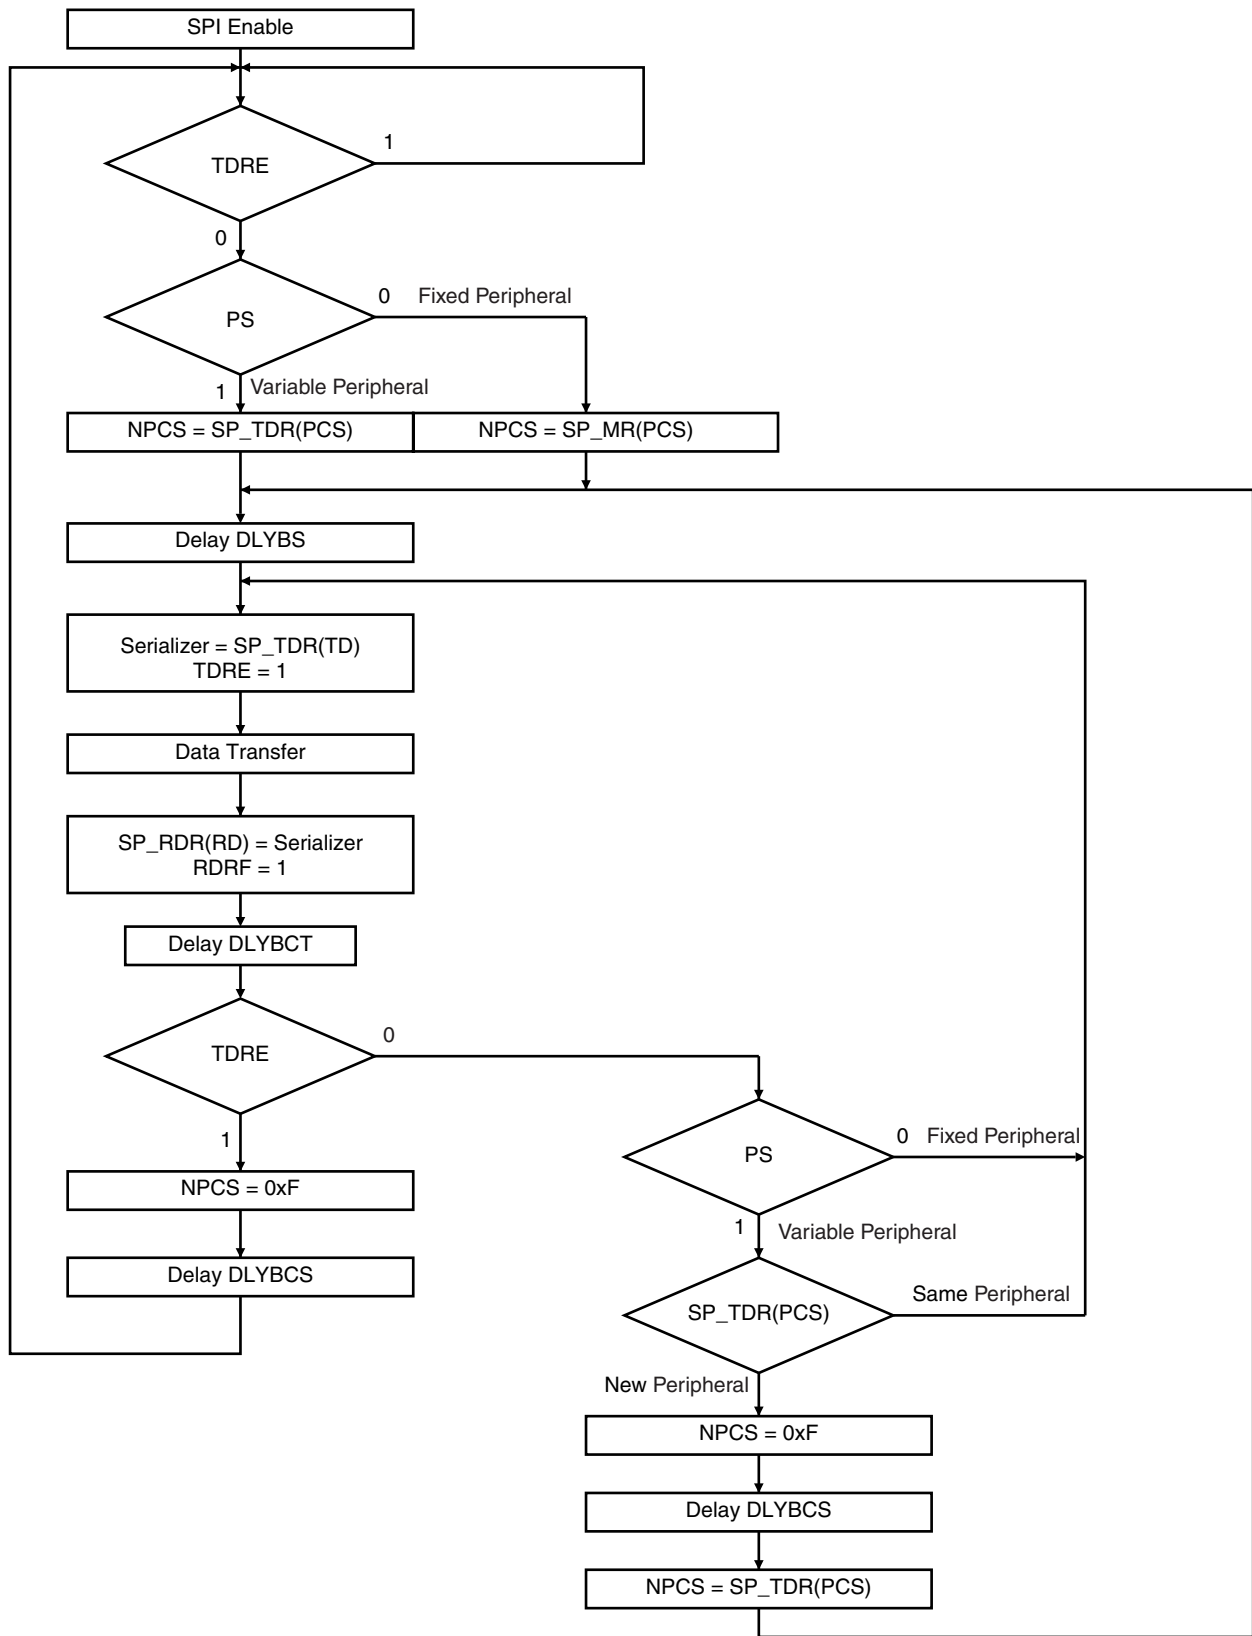 SPI Enable
1
TDRE
0
0 Fixed Peripheral
PS
1 Variable Peripheral
NPCS = SP_TDR(PCS)
NPCS = SP_MR(PCS)
Delay DLYBS
Serializer = SP_TDR(TD)
TDRE = 1
Data Transfer
SP_RDR(RD) = Serializer
RDRF = 1
Delay DLYBCT
0
TDRE
1
NPCS = 0xF
Delay DLYBCS
0 Fixed Peripheral
PS
1 Variable Peripheral
Same Peripheral
SP_TDR(PCS)
New Peripheral
NPCS = 0xF
Delay DLYBCS
NPCS = SP_TDR(PCS)